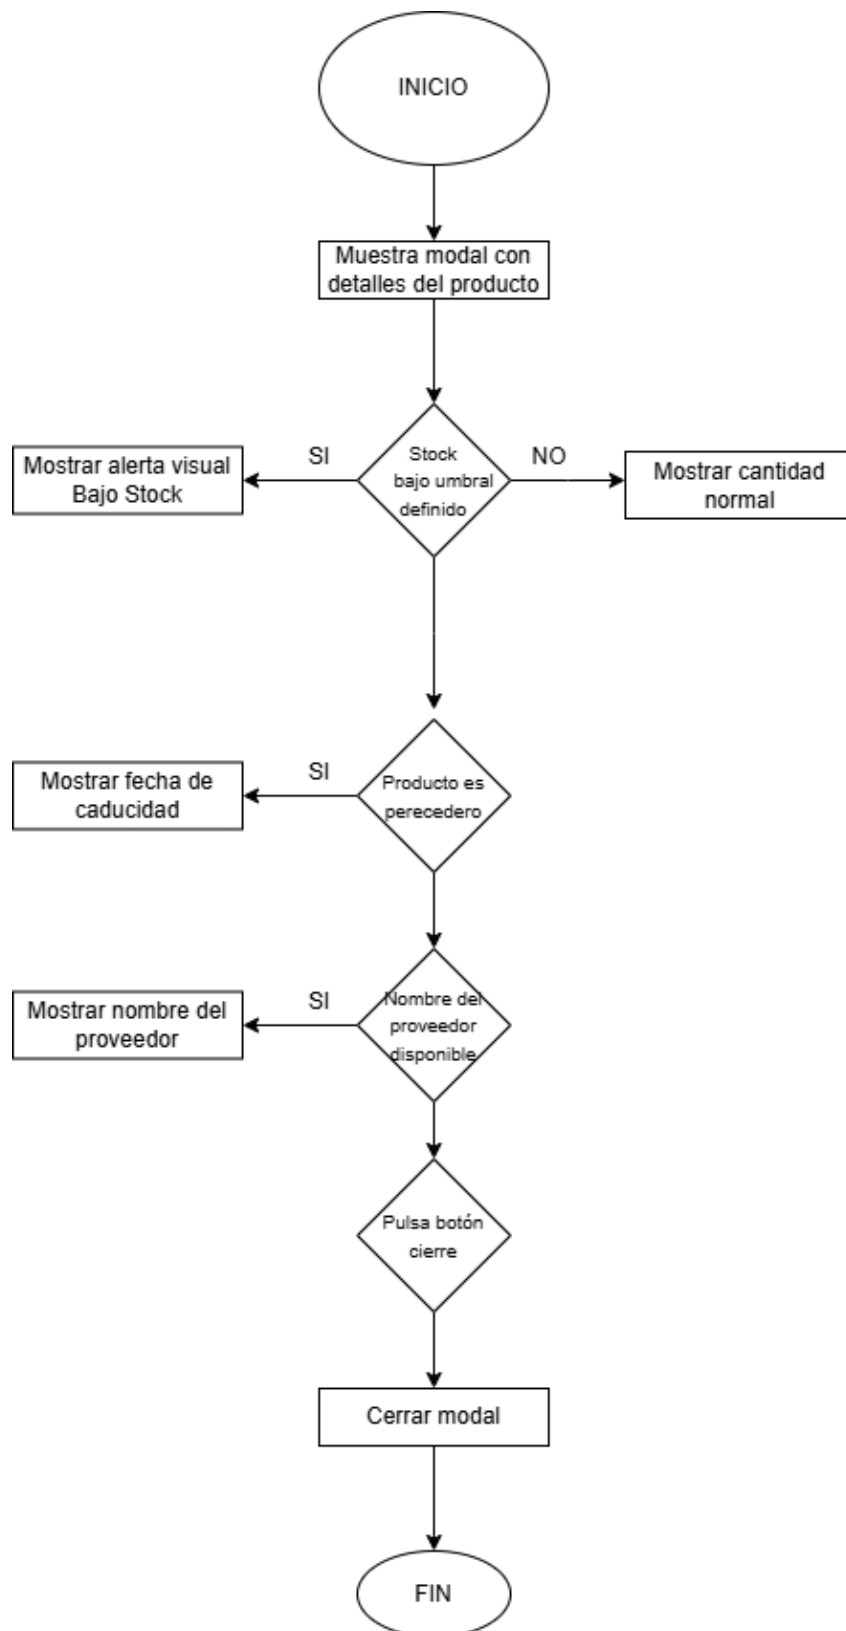 INICIO
Muestra modal con
detalles del producto
Stock
bajo umbral
definido
SI
NO
Mostrar alerta visual
Bajo Stock
Mostrar cantidad
normal
Producto es
perecedero
SI
Mostrar fecha de
caducidad
Nombre del
proveedor
disponible
SI
Mostrar nombre del
proveedor
Pulsa botón
cierre
Cerrar modal
FIN